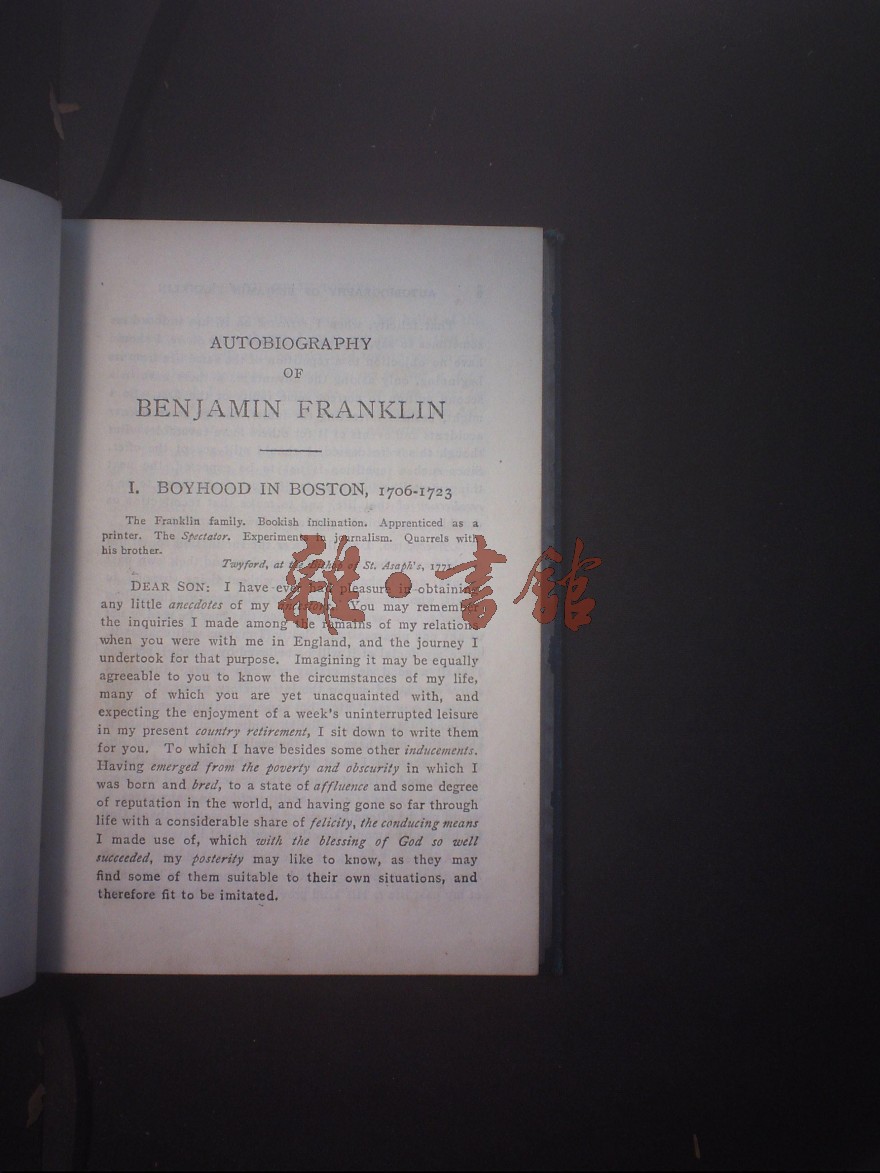 AUTOBIOGRAPHY
OF
BENJAMIN FRANKLIN
I. BOYHOOD IN BOSTON, 1706-1723
The Franklin family. Bookish inclination. Apprenticed as a
printer. The Spectator. Experiments in journalism. Quarrels with
his brother.
Twyford, at the Bishop of St. Asaph's, 1771.
DEAR SON: I have ever had pleasure in obtaining
any little anecdotes of my ancestors. You may remember
the inquiries I made among the remains of my relations
when you were with me in England, and the journey I
undertook for that purpose. Imagining it may be equally
agreeable to you to know the circumstances of my life,
many of which you are yet unacquainted with, and
expecting the enjoyment of a week's uninterrupted leisure
in my present country retirement, I sit down to write them
for you. To which I have besides some other inducements.
Having emerged from the poverty and obscurity in which I
was born and bred, to a state of affluence and some degree
of reputation in the world, and having gone so far through
life with a considerable share of felicity, the conducing means
I made use of, which with the blessing of God so well
succeeded, my posterity may like to know, as they may
find some of them suitable to their own situations, and
therefore fit to be imitated.
雜·書館